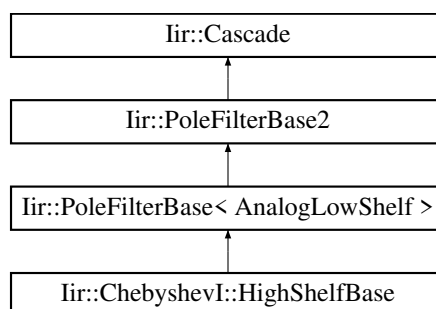 Iir::Cascade
Iir::PoleFilterBase2
Iir::PoleFilterBase< AnalogLowShelf >
Iir::ChebyshevI::HighShelfBase